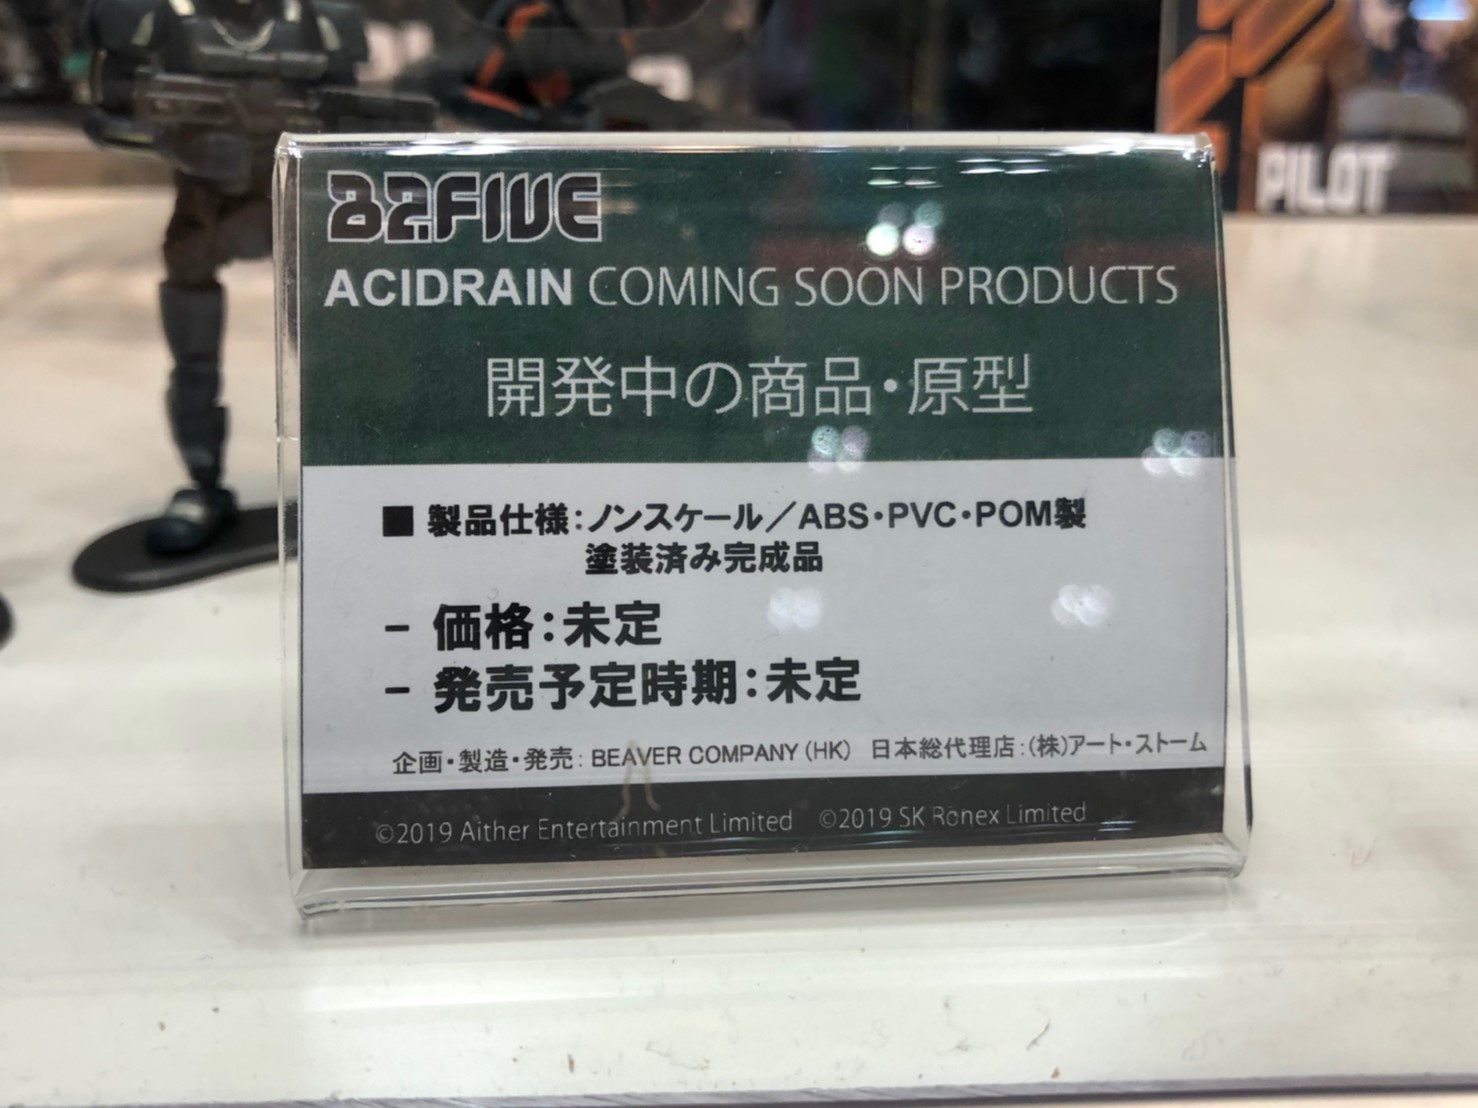 B2FIVE
ACIDRAIN COMING SOON PRODUCTS
開発中の商品・原型
■ 製品仕様:ノンスケール／ABS・PVC・POM製
塗装済み完成品
- 価格:未定
- 発売予定時期:未定
企画・製造・発売: BEAVER COMPANY (HK) 日本総代理店:(株)アート・ストーム
©2019 Aither Entertainment Limited ©2019 SK Ronex Limited
PILOT